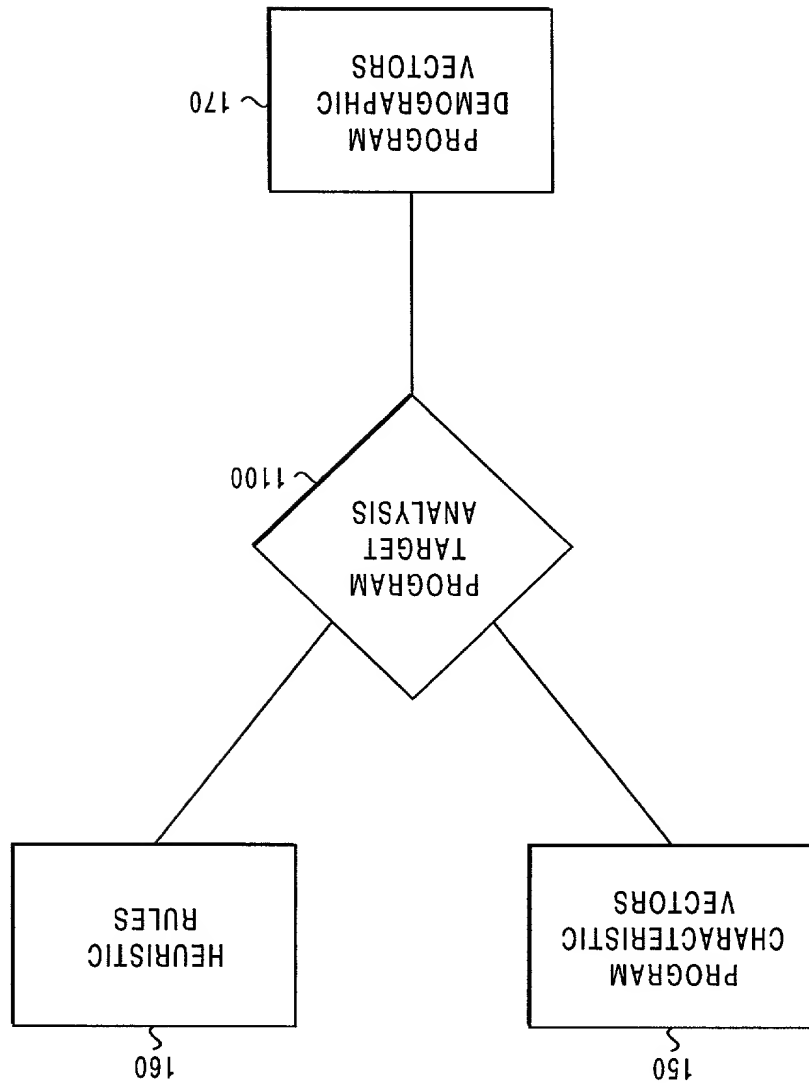 150
160
PROGRAM
CHARACTERISTIC
VECTORS
HEURISTIC
RULES
PROGRAM
TARGET
ANALYSIS
1100
PROGRAM
DEMOGRAPHIC
VECTORS
170